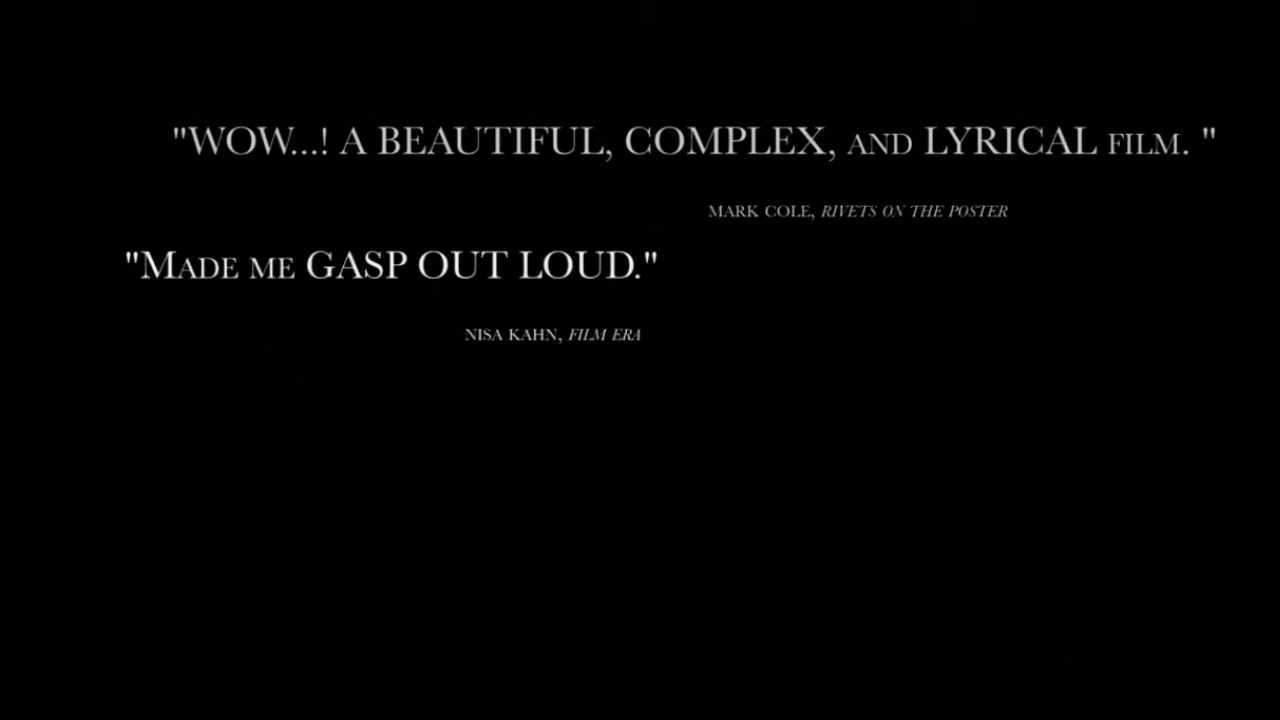 "WOW...! A BEAUTIFUL, COMPLEX, AND LYRICAL FILM. "
MARK COLE, RIVETS ON THE POSTER
"MADE ME GASP OUT LOUD."
NISA KAHN, FILM ERA